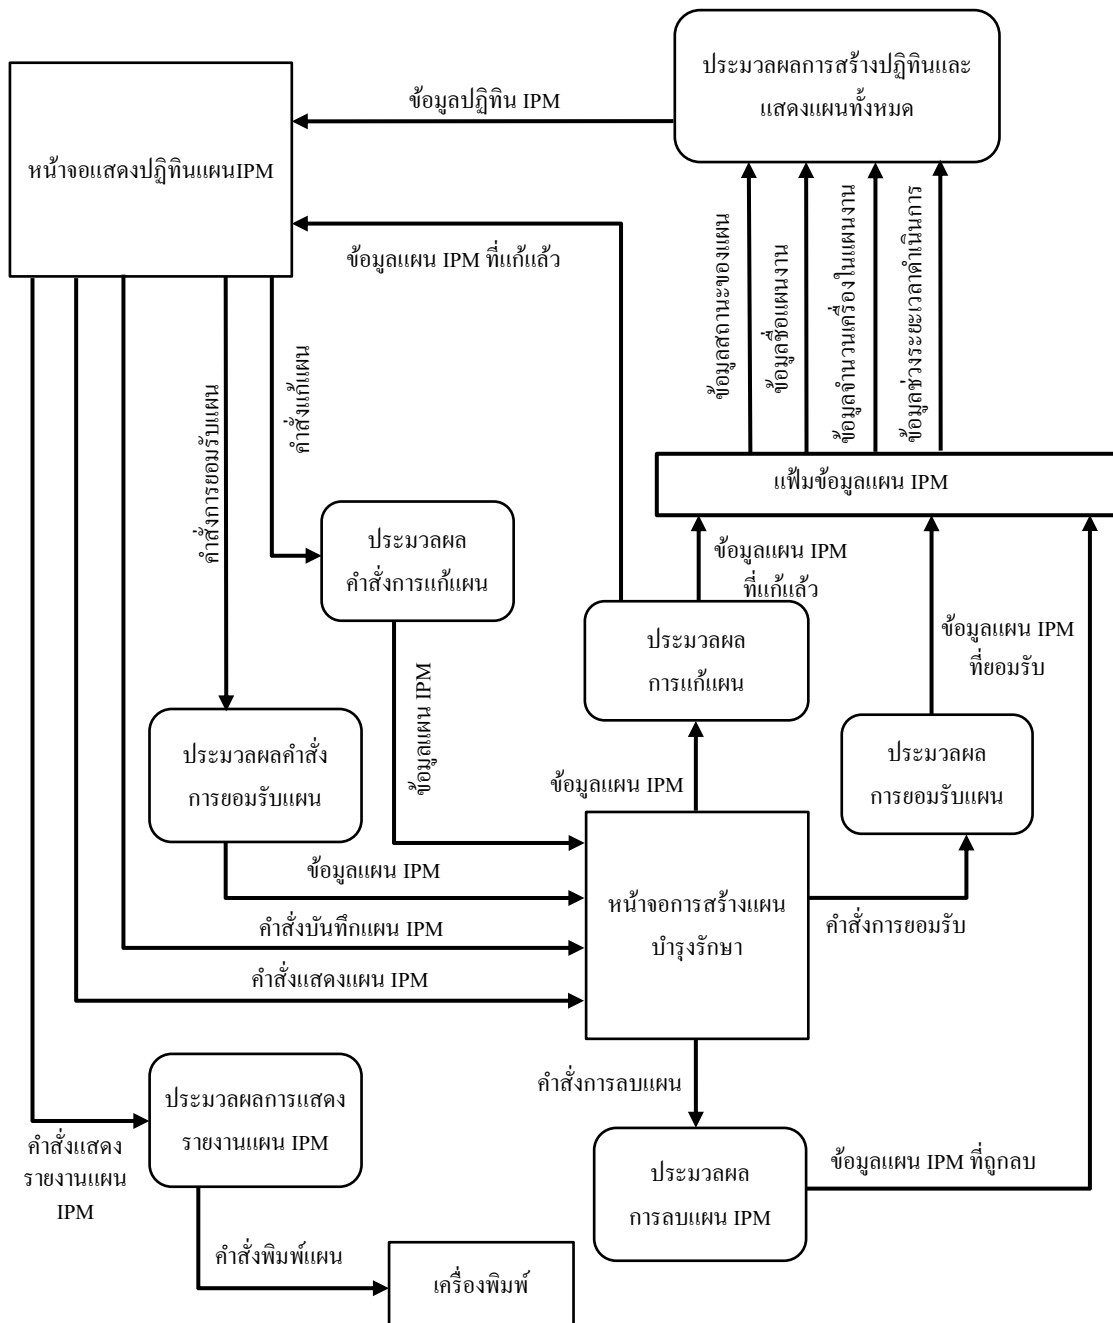 ประมวลผลการสร้างปฏิทินและ
แสดงแผนทั้งหมด
ข้อมูลปฏิทิน IPM
หน้าจอแสดงปฏิทินแผนIPM
ข้อมูลแผน IPM ที่แก้แล้ว
ข้อมูลสถานะของแผน
ข้อมูลชื่อแผนงาน
ข้อมูลจำนวนเครื่องในแผนงาน
ข้อมูลช่วงระยะเวลาดำเนินการ
คำสั่งแก้แผน
คำสั่งการยอมรับแผน
แฟ้มข้อมูลแผน IPM
ประมวลผล
คำสั่งการแก้แผน
ข้อมูลแผน IPM
ที่แก้แล้ว
ประมวลผล
การแก้แผน
ข้อมูลแผน IPM
ที่ยอมรับ
ข้อมูลแผน IPM
ประมวลผลคำสั่ง
การยอมรับแผน
ประมวลผล
การยอมรับแผน
ข้อมูลแผน IPM
ข้อมูลแผน IPM
หน้าจอการสร้างแผน
บำรุงรักษา
คำสั่งการยอมรับ
คำสั่งบันทึกแผน IPM
คำสั่งแสดงแผน IPM
คำสั่งการลบแผน
ประมวลผลการแสดง
รายงานแผน IPM
คำสั่งแสดง
รายงานแผน
IPM
ประมวลผล
การลบแผน IPM
ข้อมูลแผน IPM ที่ถูกลบ
คำสั่งพิมพ์แผน
เครื่องพิมพ์